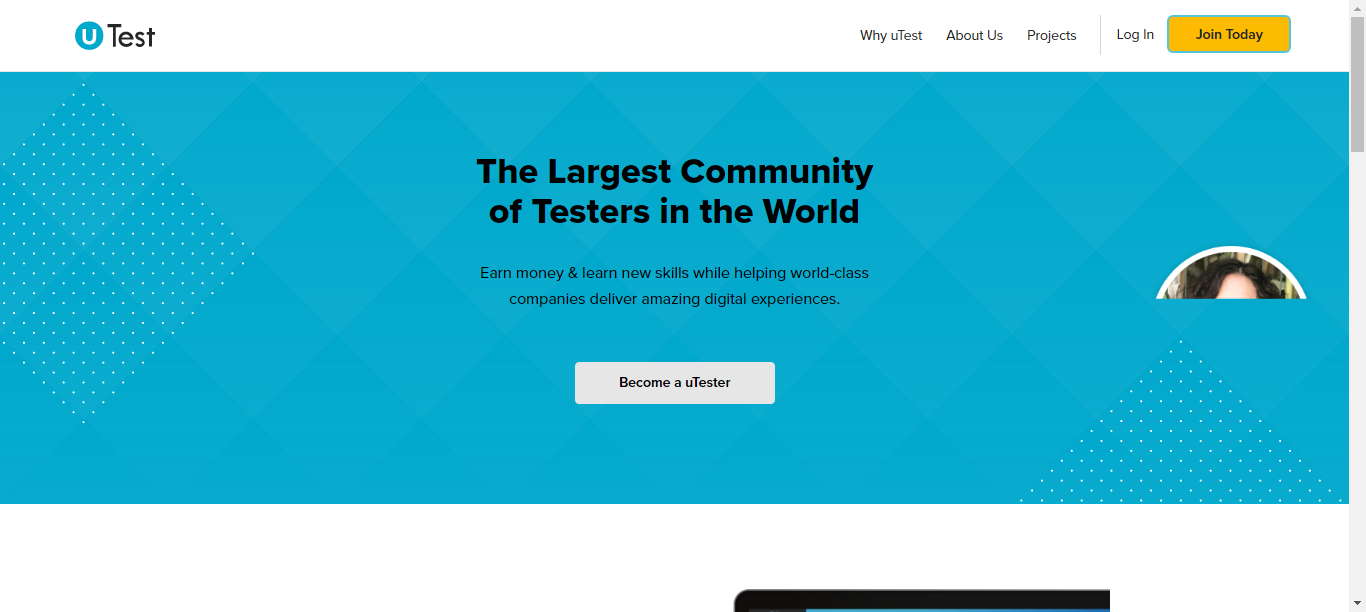 uTest
Why uTest
About Us
Projects
Log In
Join Today
The Largest Community
of Testers in the World
Earn money & learn new skills while helping world-class
companies deliver amazing digital experiences.
Become a uTester